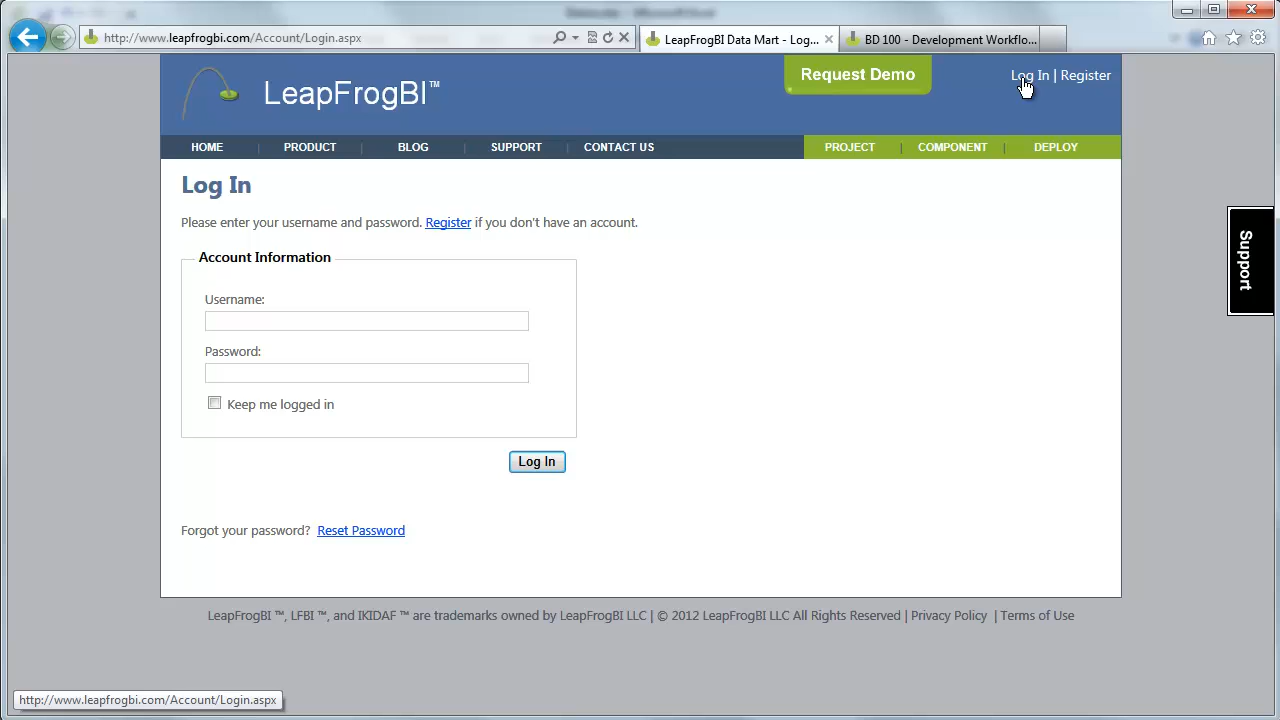 http://www.leapfrogbi.com/Account/Login.aspx
LeapFrogBI Data Mart - Log...
BD 100 - Development Workflo...
LeapFrogBI™
Request Demo
Log In | Register
HOME | PRODUCT | BLOG | SUPPORT | CONTACT US
PROJECT | COMPONENT | DEPLOY
Log In
Please enter your username and password. Register if you don't have an account.
Account Information
Username:
Password:
Keep me logged in
Log In
Forgot your password? Reset Password
Support
LeapFrogBI ™, LFBI ™, and IKIDAF ™ are trademarks owned by LeapFrogBI LLC | © 2012 LeapFrogBI LLC All Rights Reserved | Privacy Policy | Terms of Use
http://www.leapfrogbi.com/Account/Login.aspx